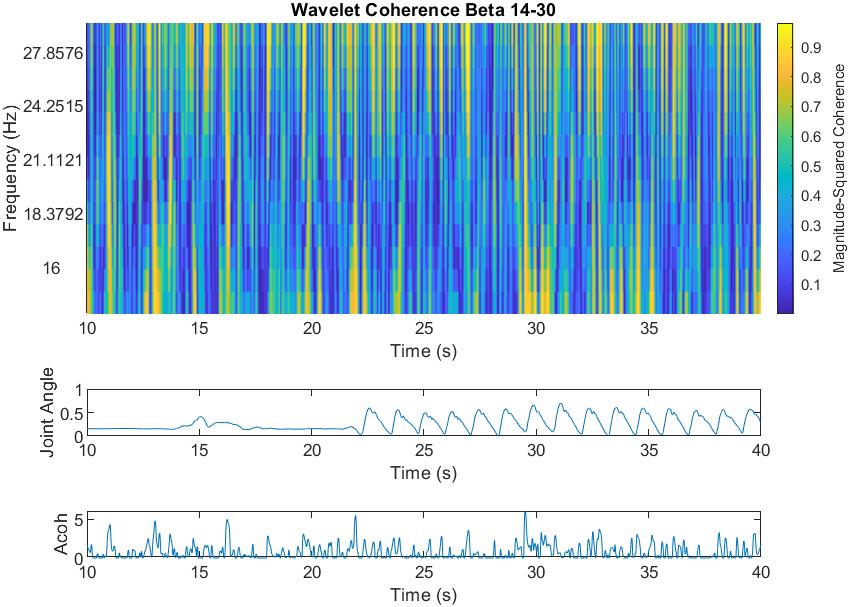 Wavelet Coherence Beta 14-30
Frequency (Hz)
27.8576
24.2515
21.1121
18.3792
16
10 15 20 25 30 35
Time (s)
0.9
0.8
0.7
0.6
0.5
0.4
0.3
0.2
0.1
Magnitude-Squared Coherence
Joint Angle
1
0.5
0
10 15 20 25 30 35 40
Time (s)
Acoh
5
0
10 15 20 25 30 35 40
Time (s)